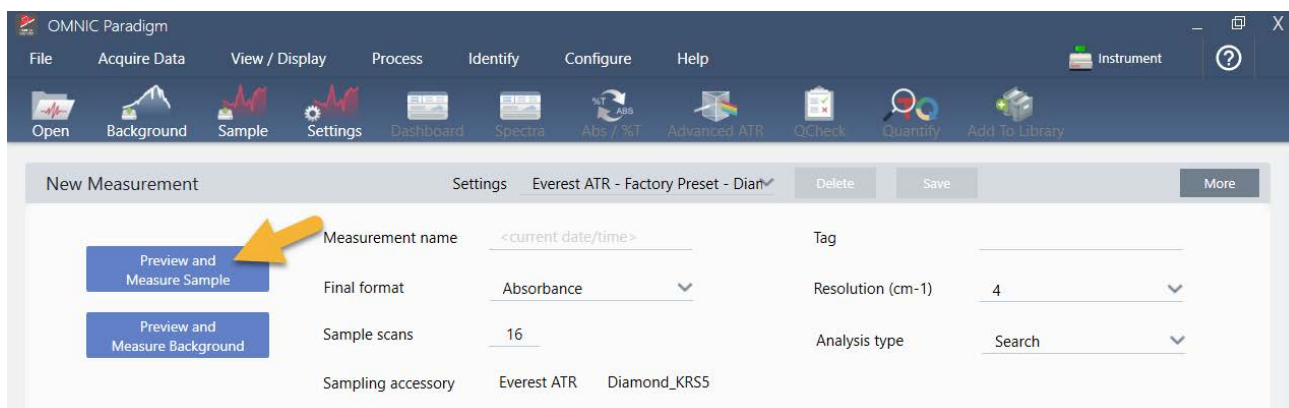 OMNIC Paradigm
File Acquire Data View / Display Process Identify Configure Help Instrument
%T ABS
Open Background Sample Settings Dashboard Spectra Abs / %T Advanced ATR QCheck Quantify Add To Library
New Measurement Settings Everest ATR - Factory Preset - Diam Delete Save More
Measurement name <current date/time> Tag
Preview and
Measure Sample
Final format Absorbance Resolution (cm-1) 4
Preview and
Measure Background
Sample scans 16 Analysis type Search
Sampling accessory Everest ATR Diamond_KRS5